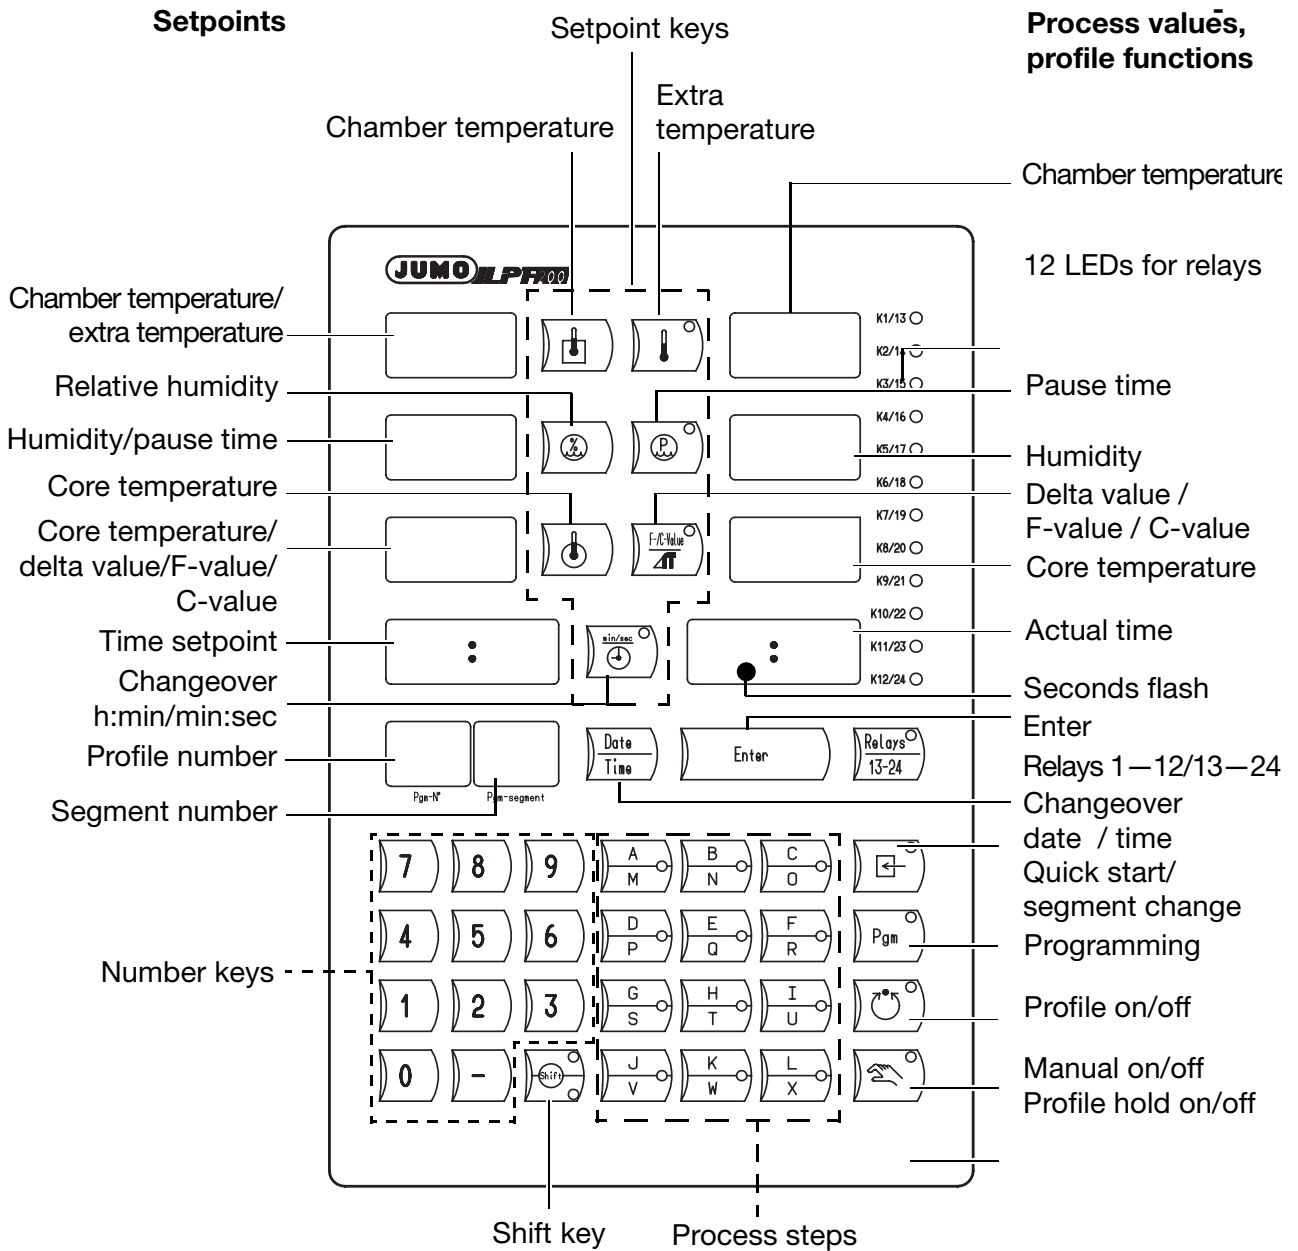 Setpoints
Setpoint keys
Process values,
profile functions
Extra
temperature
Chamber temperature
Chamber temperature
12 LEDs for relays
JUMO
Chamber temperature/
extra temperature
K1/13
K3/15
Relative humidity
Pause time
K4/16
%
P
Humidity/pause time
K5/17
Humidity
Core temperature
K6/18
Delta value /
F-value / C-value
K7/19
Core temperature/
delta value/F-value/
C-value
F-/C-Value
ΔT
K8/20
Core temperature
K9/21
K10/22
Time setpoint
:
min/sec
:
K11/23
Actual time
K12/24
Changeover
h:min/min:sec
Seconds flash
Profile number
Date
Time
Enter
Relays
13-24
Enter
Relays 1—12/13—24
Pgm-N°
Pgm-segment
Segment number
Changeover
date / time
7 8 9
A
M
B
N
C
O
Quick start/
segment change
4 5 6
D
P
E
Q
F
R
Pgm
Programming
Number keys
1 2 3
G
S
H
T
I
U
Profile on/off
0 –
Shift
J
V
K
W
L
X
Manual on/off
Profile hold on/off
Shift key
Process steps